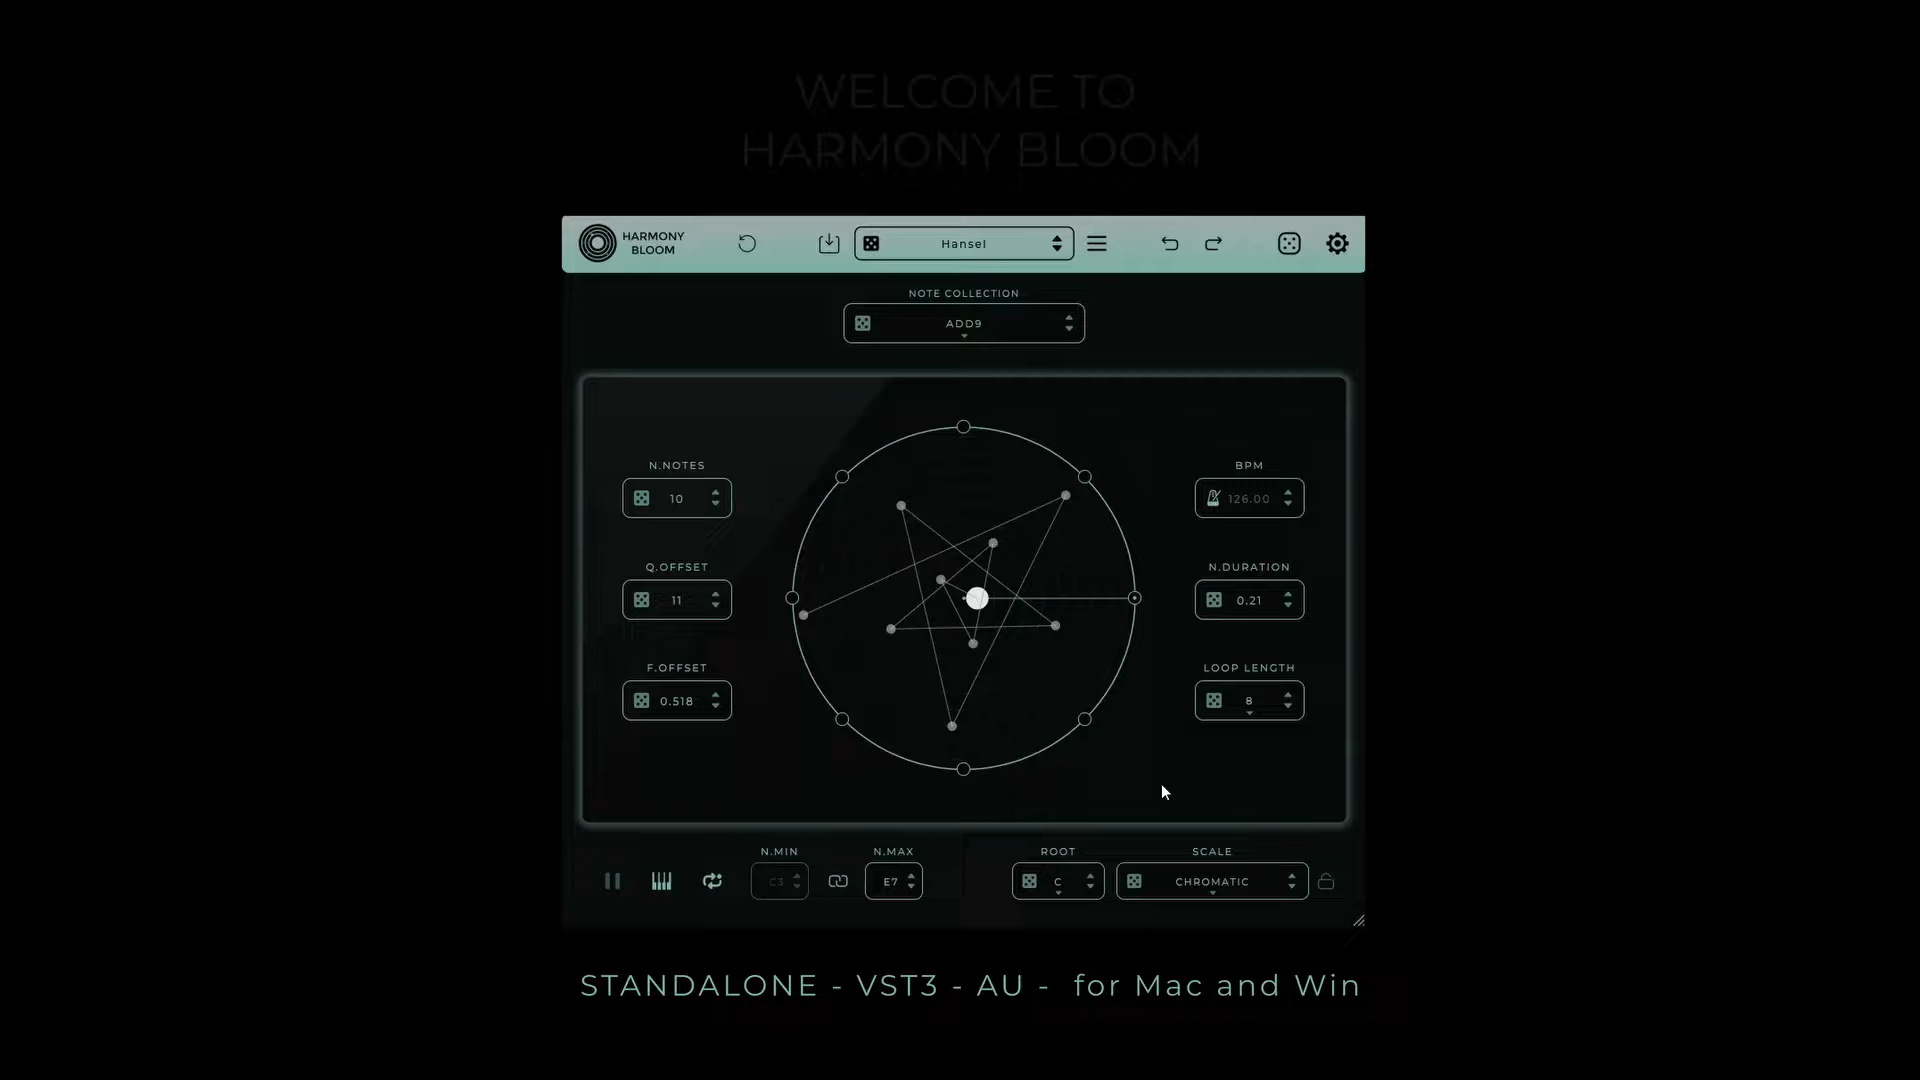 WELCOME TO
HARMONY BLOOM
HARMONY
BLOOM
Hansel
NOTE COLLECTION
ADD9
N.NOTES
10
BPM
126.00
Q.OFFSET
11
N.DURATION
0.21
F.OFFSET
0.518
LOOP LENGTH
8
N.MIN
C3
N.MAX
E7
ROOT
C
SCALE
CHROMATIC
STANDALONE - VST3 - AU - for Mac and Win